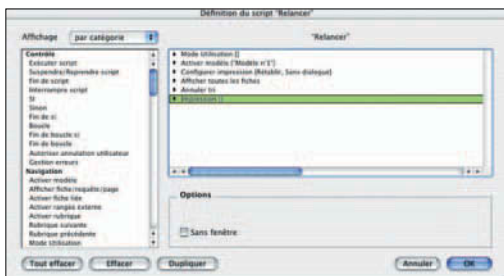 Définition du script "Relancer"
Affichage
par catégorie
"Relancer"
Contrôle
Exécuter script
Suspendre/Reprendre script
Fin de script
Interrompre script
Si
Sinon
Fin de si
Boucle
Fin de boucle si
Fin de boucle
Autoriser annulation utilisateur
Gestion erreurs
Navigation
Activer modèle
Afficher fiche/requête/page
Activer fiche liée
Activer rangée externe
Activer rubrique
Rubrique suivante
Rubrique précédente
Mode Utilisation
Mode Utilisation []
Activer modèle ["Modèle n°1"]
Configurer impression [Rétablir, Sans dialogue]
Afficher toutes les fiches
Annuler tri
Impression []
Options
Sans fenêtre
Tout effacer
Effacer
Dupliquer
Annuler
OK